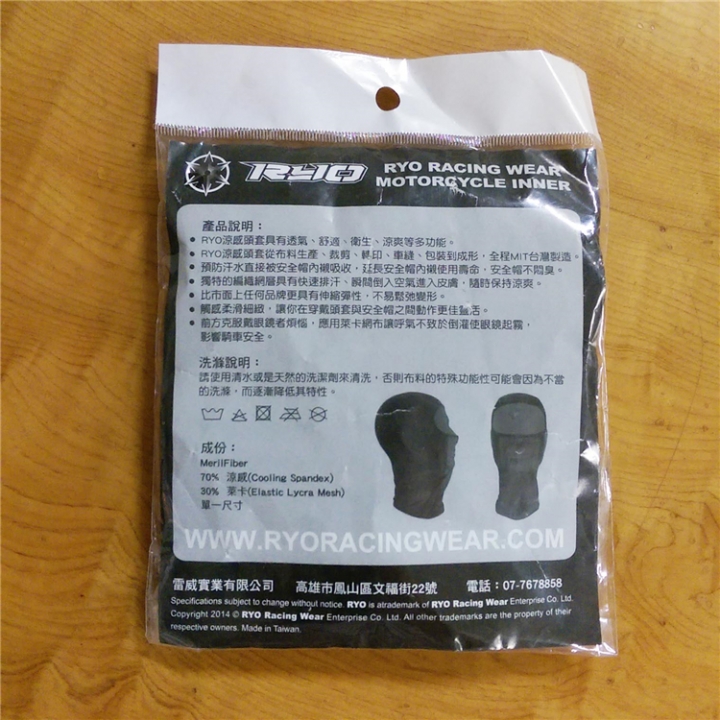 RYO
RYO RACING WEAR
MOTORCYCLE INNER
產品說明：
• RYO涼感頭套具有透氣、舒適、衛生、涼爽等多功能。
• RYO涼感頭套從布料生產、裁剪、轉印、車縫、包裝到成形，全程MIT台灣製造。
• 預防汗水直接被安全帽內襯吸收，延長安全帽內襯使用壽命，安全帽不悶臭。
• 獨特的編織網層具有快速排汗、瞬間倒入空氣進入皮膚，隨時保持涼爽。
• 比市面上任何品牌更具有伸縮彈性，不易鬆弛變形。
• 觸感柔滑細緻，讓你在穿戴頭套與安全帽之間動作更佳靈活。
• 前方克服戴眼鏡者煩惱，應用萊卡網布讓呼氣不致於倒灌使眼鏡起霧，
影響騎車安全。
洗滌說明：
請使用清水或是天然的洗潔劑來清洗，否則布料的特殊功能性可能會因為不當
的洗滌，而逐漸降低其特性。
成份：
MerilFiber
70% 涼感(Cooling Spandex)
30% 萊卡(Elastic Lycra Mesh)
單一尺寸
WWW.RYORACINGWEAR.COM
雷威實業有限公司 高雄市鳳山區文福街22號 電話：07-7678858
Specifications subject to change without notice. RYO is atrademark of RYO Racing Wear Enterprise Co. Ltd.
Copyright 2014 © RYO Racing Wear Enterprise Co. Ltd. All other trademarks are the property of their
respective owners. Made in Taiwan.